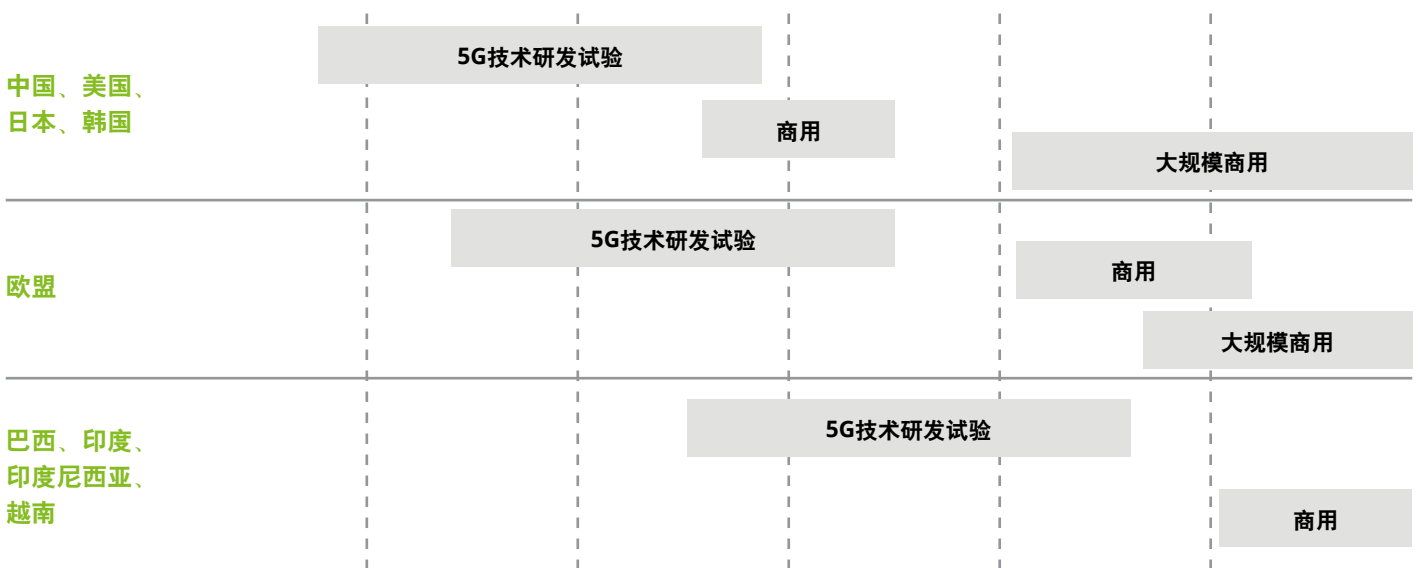 5G技术研发试验
中国、美国、
日本、韩国
商用
大规模商用
5G技术研发试验
欧盟
商用
大规模商用
5G技术研发试验
巴西、印度、
印度尼西亚、
越南
商用